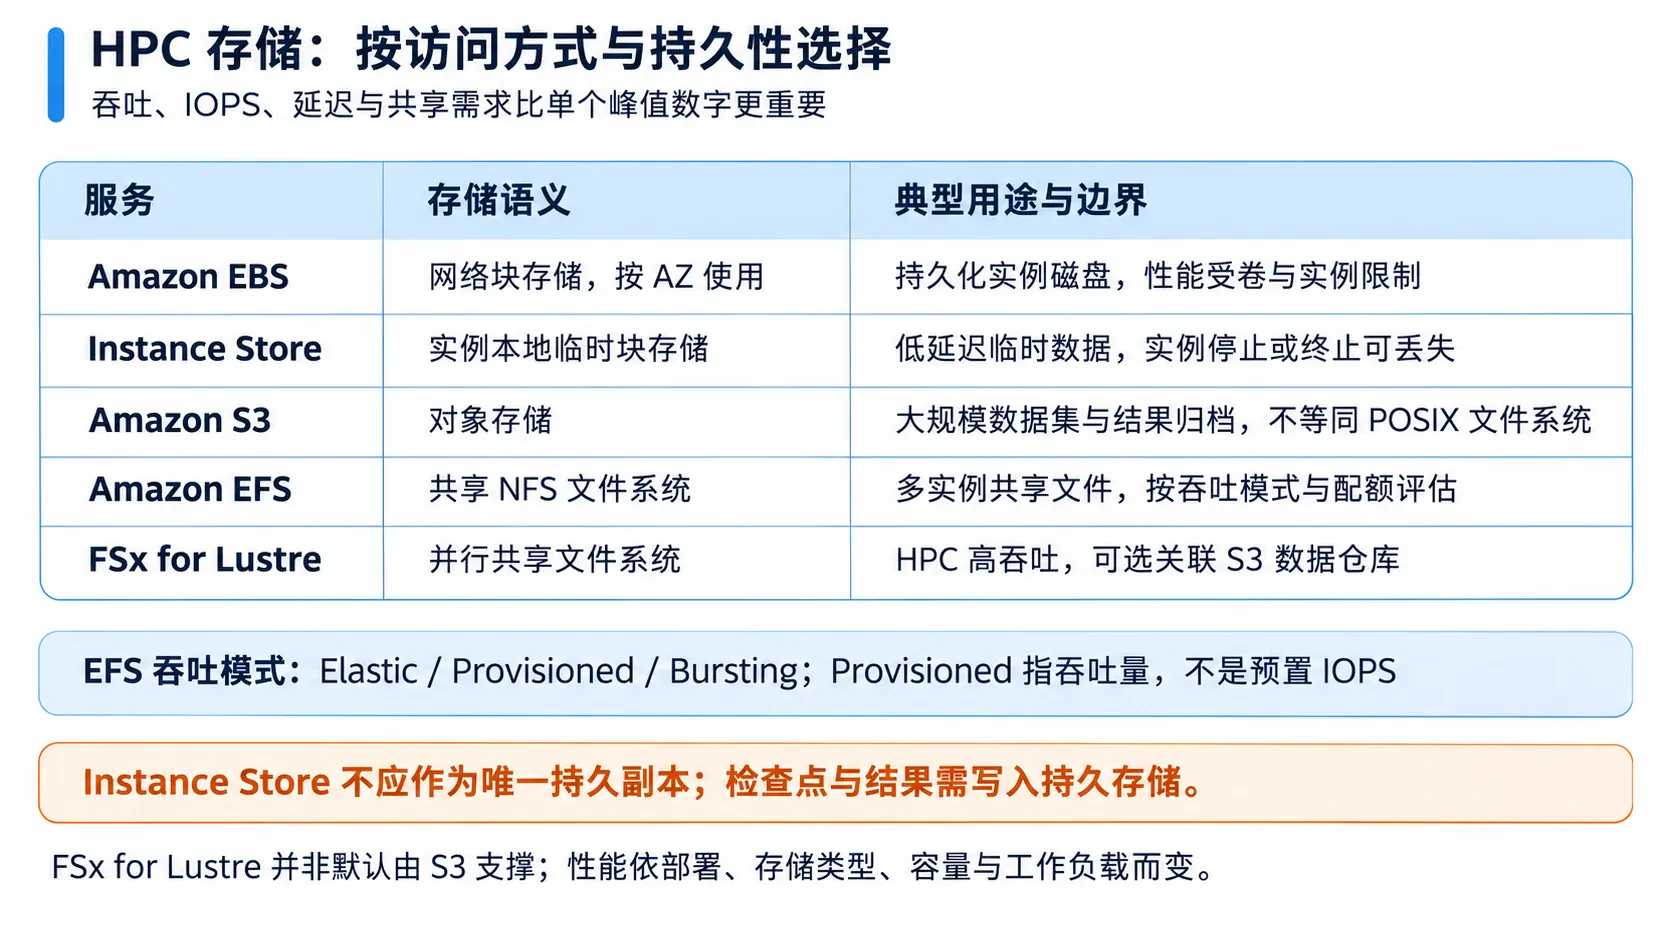 HPC 存储：按访问方式与持久性选择
吞吐、IOPS、延迟与共享需求比单个峰值数字更重要
服务 存储语义 典型用途与边界
Amazon EBS 网络块存储，按 AZ 使用 持久化实例磁盘，性能受卷与实例限制
Instance Store 实例本地临时块存储 低延迟临时数据，实例停止或终止可丢失
Amazon S3 对象存储 大规模数据集与结果归档，不等同 POSIX 文件系统
Amazon EFS 共享 NFS 文件系统 多实例共享文件，按吞吐模式与配额评估
FSx for Lustre 并行共享文件系统 HPC 高吞吐，可选关联 S3 数据仓库
EFS 吞吐模式：Elastic / Provisioned / Bursting；Provisioned 指吞吐量，不是预置 IOPS
Instance Store 不应作为唯一持久副本；检查点与结果需写入持久存储。
FSx for Lustre 并非默认由 S3 支撑；性能依部署、存储类型、容量与工作负载而变。